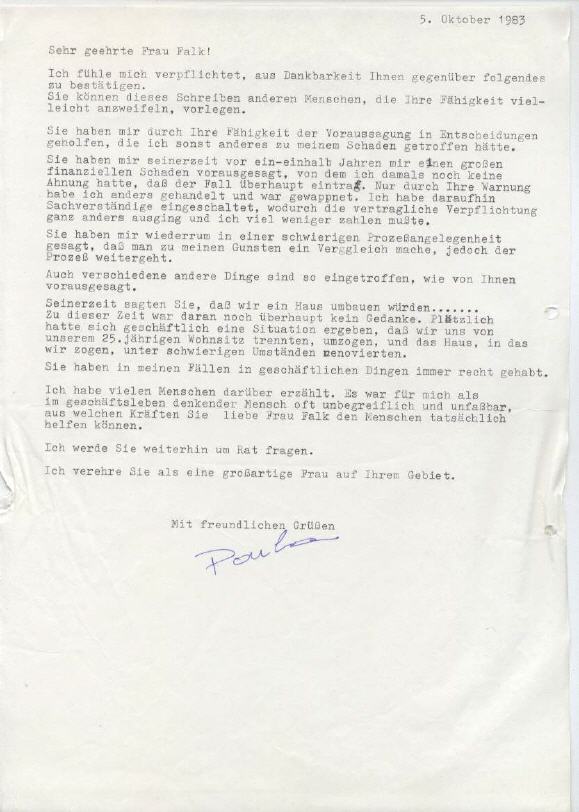 5. Oktober 1983
Sehr geehrte Frau Falk!
Ich fühle mich verpflichtet, aus Dankbarkeit Ihnen gegenüber folgendes
zu bestätigen.
Sie können dieses Schreiben anderen Menschen, die Ihre Fähigkeit viel-
leicht anzweifeln, vorlegen.
Sie haben mir durch Ihre Fähigkeit der Voraussagung in Entscheidungen
geholfen, die ich sonst anderes zu meinem Schaden getroffen hätte.
Sie haben mir seinerzeit vor ein-einhalb Jahren mir einen großen
finanziellen Schaden vorausgesagt, von dem ich damals noch keine
Ahnung hatte, daß der Fall überhaupt eintraf. Nur durch Ihre Warnung
habe ich anders gehandelt und war gewappnet. Ich habe daraufhin
Sachverständige eingeschaltet, wodurch die vertragliche Verpflichtung
ganz anders ausging und ich viel weniger zahlen mußte.
Sie haben mir wiederrum in einer schwierigen Prozeßangelegenheit
gesagt, daß man zu meinen Gunsten ein Verggleich mache, jedoch der
Prozeß weitergeht.
Auch verschiedene andere Dinge sind so eingetroffen, wie von Ihnen
vorausgesagt.
Seinerzeit sagten Sie, daß wir ein Haus umbauen würden.......
Zu dieser Zeit war daran noch überhaupt kein Gedanke. Plötzlich
hatte sich geschäftlich eine Situation ergeben, daß wir uns von
unserem 25.jährigen Wohnsitz trennten, umzogen, und das Haus, in das
wir zogen, unter schwierigen Umständen renovierten.
Sie haben in meinen Fällen in geschäftlichen Dingen immer recht gehabt.
Ich habe vielen Menschen darüber erzählt. Es war für mich als
im geschäftsleben denkender Mensch oft unbegreiflich und unfaßbar,
aus welchen Kräften Sie liebe Frau Falk den Menschen tatsächlich
helfen können.
Ich werde Sie weiterhin um Rat fragen.
Ich verehre Sie als eine großartige Frau auf Ihrem Gebiet.
Mit freundlichen Grüßen